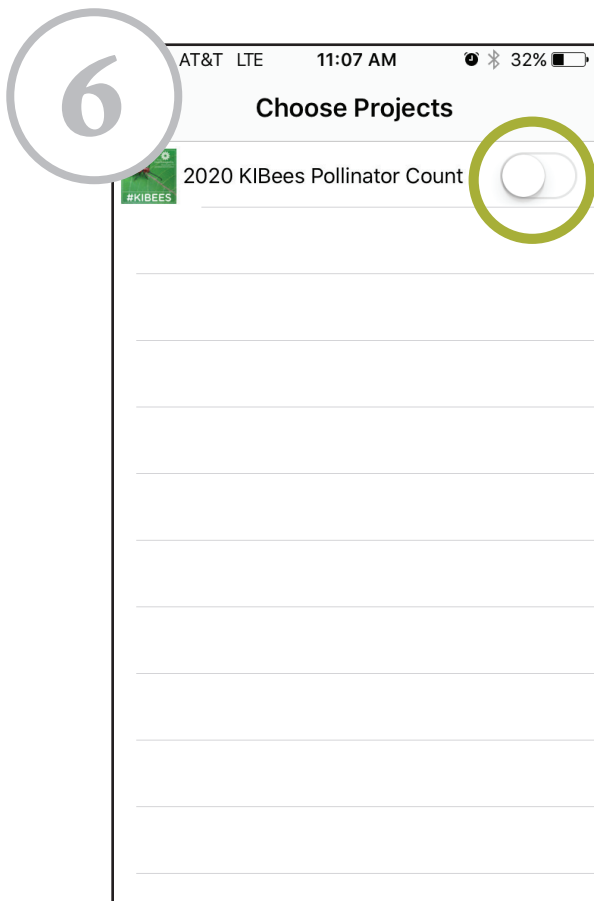 6
AT&T LTE 11:07 AM 32%
Choose Projects
2020 KIBees Pollinator Count
#KIBEES